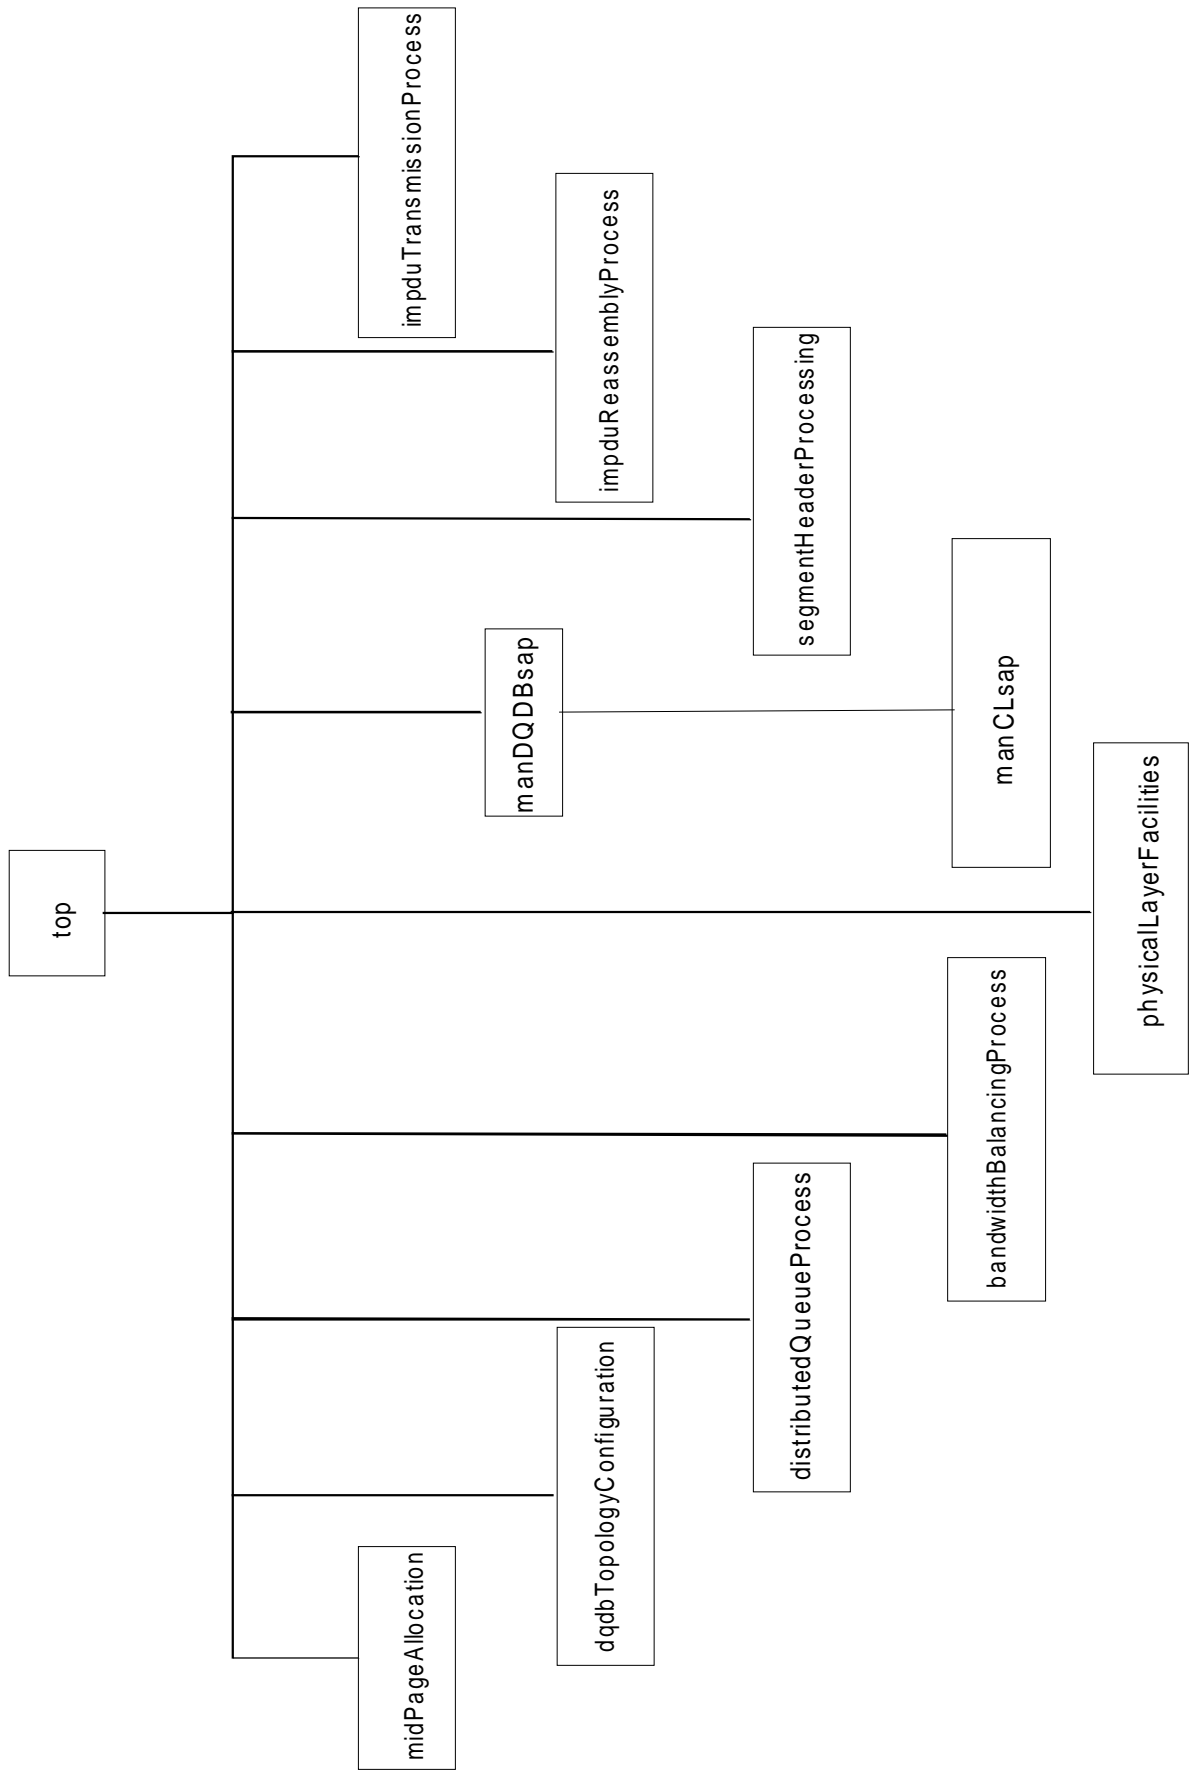 top
midPageAllocation
dqdbTopologyConfiguration
distributedQueueProcess
bandwidthBalancingProcess
physicalLayerFacilities
manDQDBsap
manCLsap
segmentHeaderProcessing
impduReassemblyProcess
impduTransmissionProcess